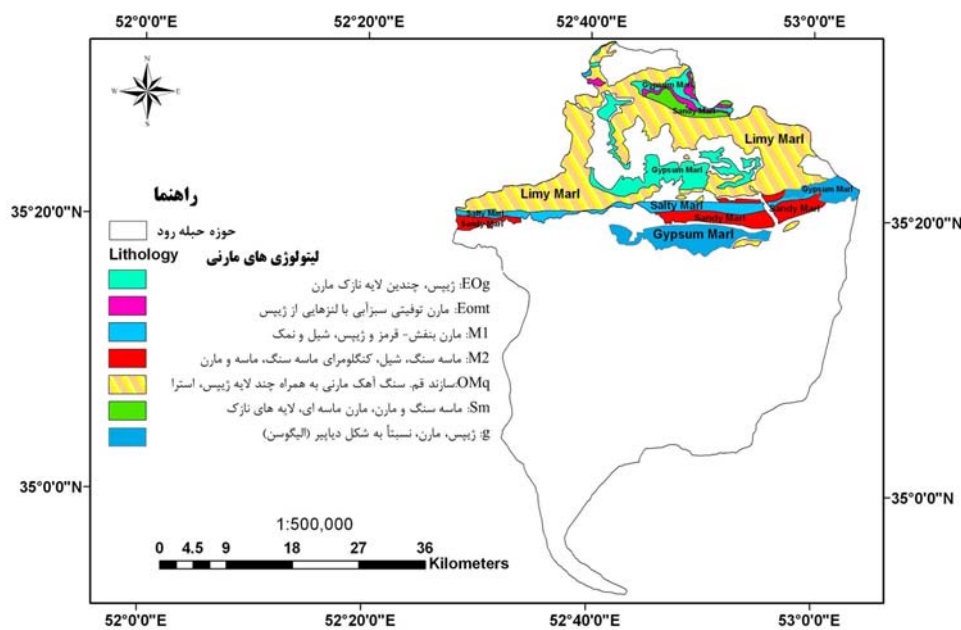 52°0'0"E 52°20'0"E 52°40'0"E 53°0'0"E
N
W E
S
Gypsum Marl
Sandy Marl
Limy Marl
Gypsum Marl
Gypsum Marl
Limy Marl
Salty Marl
Sandy Marl
Salty Marl
Sandy Marl
Sandy Marl
Gypsum Marl
35°20'0"N 35°20'0"N
راهنما
حوزه حبله رود
Lithology لیتولوژی های مارنی
EOg: ژیپس، چندین لایه نازک مارن
Eomt: مارن توفیتی سبزآبی با لنزهایی از ژیپس
M1: مارن بنفش- قرمز و ژیپس، شیل و نمک
M2: ماسه سنگ، شیل، کنگلومرای ماسه سنگ، ماسه و مارن
OMq:سازند قم. سنگ آهک مارنی به همراه چند لایه ژیپس، استرا
Sm: ماسه سنگ و مارن، مارن ماسه ای، لایه های نازک
g: ژیپس، مارن، نسبتاً به شکل دیاپیر (الیگوسن)
35°0'0"N 35°0'0"N
1:500,000
0 4.5 9 18 27 36
Kilometers
52°0'0"E 52°20'0"E 52°40'0"E 53°0'0"E